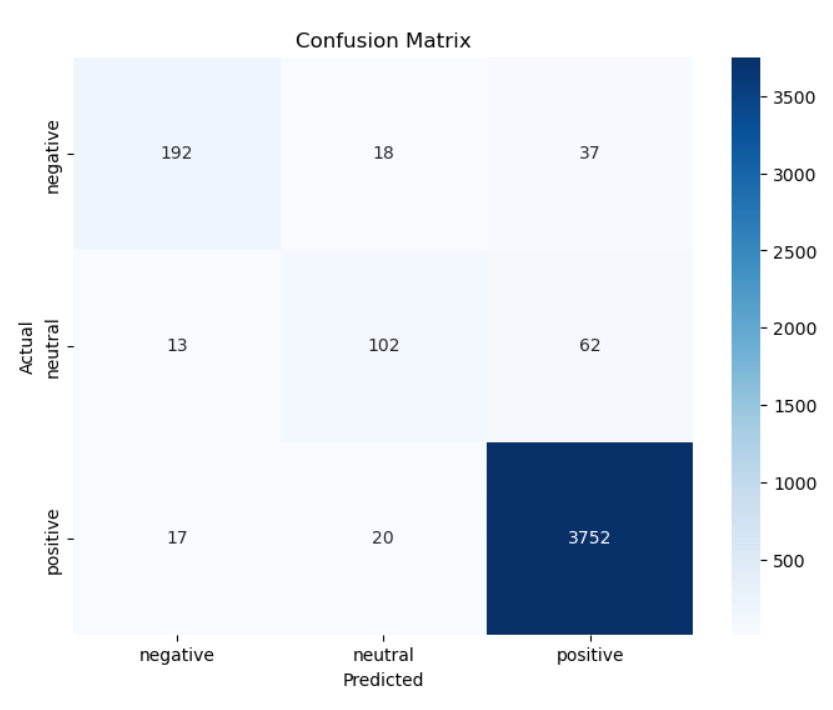 Confusion Matrix
negative
192
18
37
Actual
neutral
13
102
62
positive
17
20
3752
negative
neutral
positive
Predicted
3500
3000
2500
2000
1500
1000
500